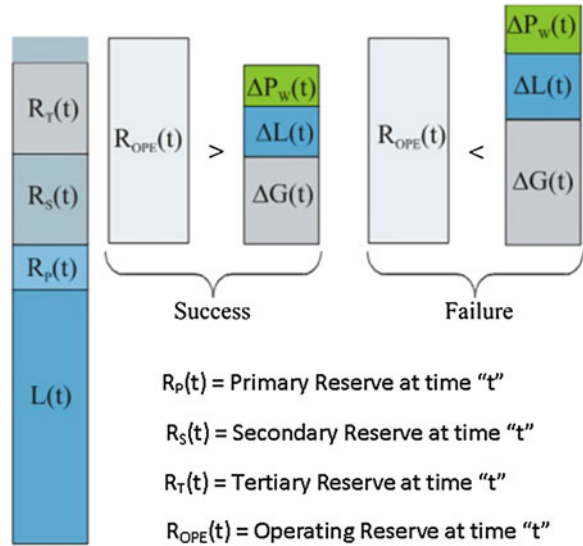 R_T(t)
R_S(t)
R_P(t)
L(t)
R_OPE(t)
>
ΔP_W(t)
ΔL(t)
ΔG(t)
Success
R_OPE(t)
<
ΔP_W(t)
ΔL(t)
ΔG(t)
Failure
R_P(t) = Primary Reserve at time “t”
R_S(t) = Secondary Reserve at time “t”
R_T(t) = Tertiary Reserve at time “t”
R_OPE(t) = Operating Reserve at time “t”